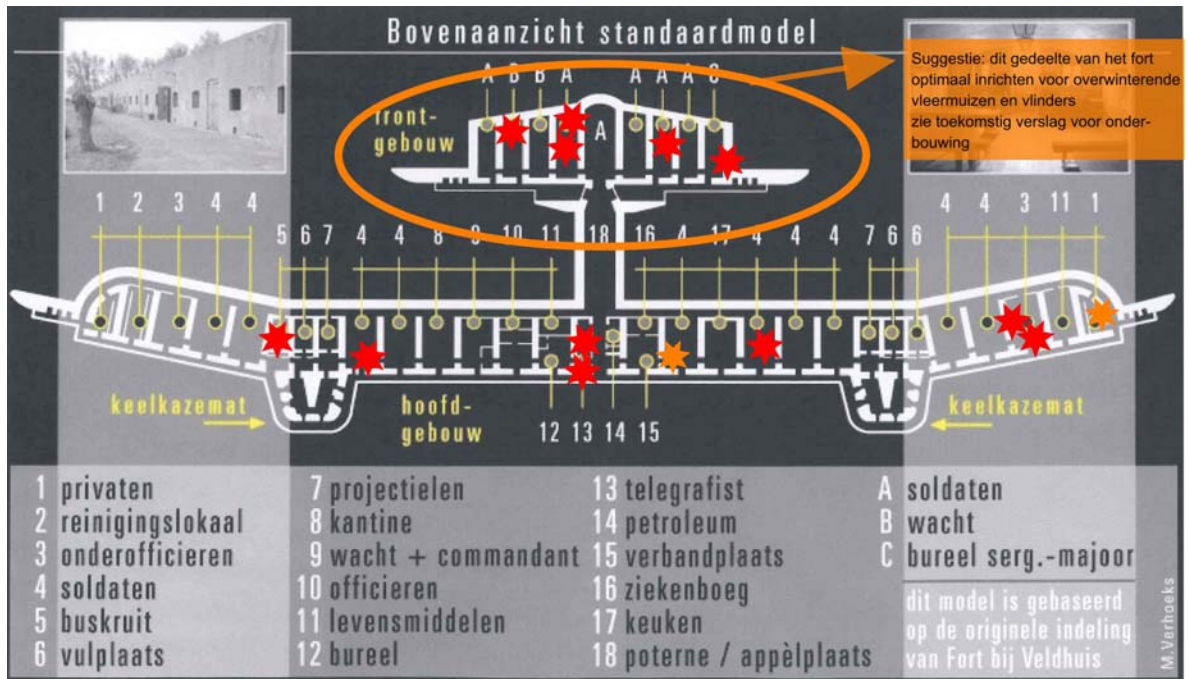 Bovenaanzicht standaardmodel
Suggestie: dit gedeelte van het fort
optimaal inrichten voor overwinterende
vleermuizen en vlinders
zie toekomstig verslag voor onder-
bouwing
A B B A A A A C
front-
gebouw
A
1 2 3 4 4
5 6 7 4 4 8 9 10 11 18 16 4 17 4 4 4 7 6 6
4 4 3 11 1
keelkazemat
hoofd-
gebouw
12 13 14 15
keelkazemat
1 privaten
2 reinigingslokaal
3 onderofficieren
4 soldaten
5 buskruit
6 vulplaats
7 projectielen
8 kantine
9 wacht + commandant
10 officieren
11 levensmiddelen
12 bureel
13 telegrafist
14 petroleum
15 verbandplaats
16 ziekenboeg
17 keuken
18 poterne / appèlplaats
A soldaten
B wacht
C bureel serg.-majoor
dit model is gebaseerd
op de originele indeling
van Fort bij Veldhuis
M.Verhoeks